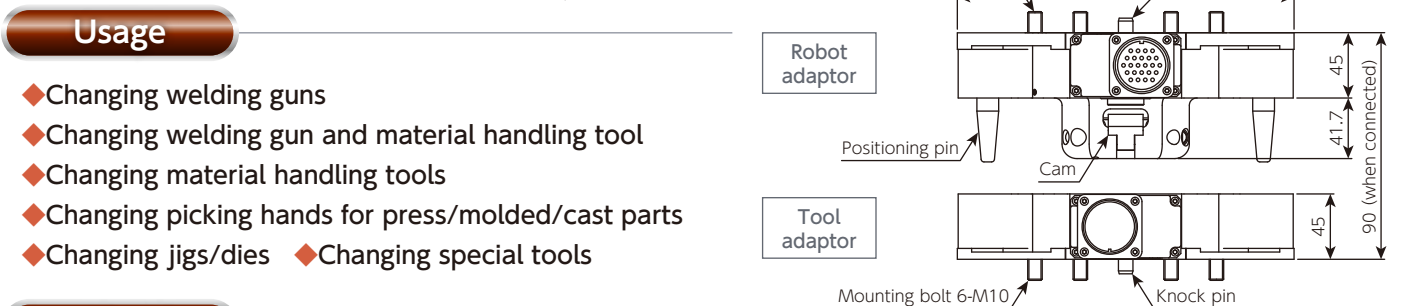 Usage
◆Changing welding guns
◆Changing welding gun and material handling tool
◆Changing material handling tools
◆Changing picking hands for press/molded/cast parts
◆Changing jigs/dies ◆Changing special tools
Robot
adaptor
Positioning pin
Cam
45
41.7
90 (when connected)
Tool
adaptor
45
Mounting bolt 6-M10
Knock pin